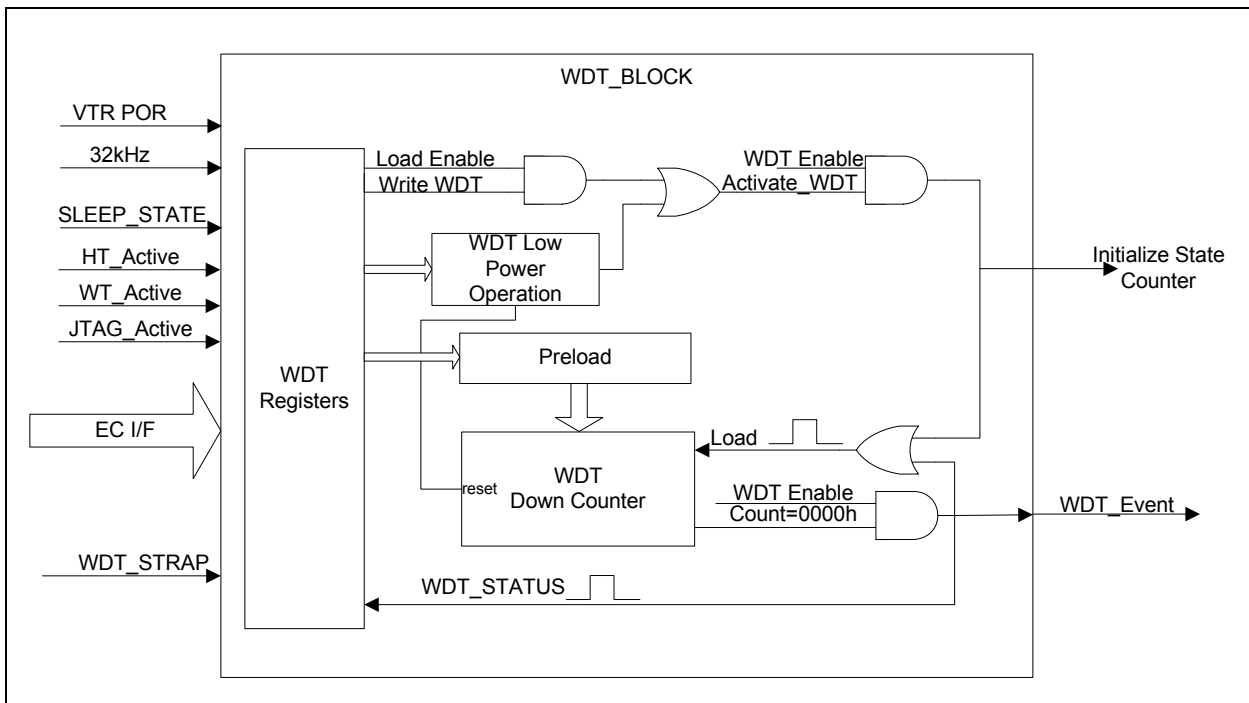 WDT_BLOCK
VTR POR
32kHz
SLEEP_STATE
HT_Active
WT_Active
JTAG_Active
EC I/F
WDT_STRAP
WDT
Registers
Load Enable
Write WDT
WDT Enable
Activate_WDT
WDT Low
Power
Operation
Initialize State
Counter
Preload
Load
WDT
Down Counter
reset
WDT Enable
Count=0000h
WDT_Event
WDT_STATUS